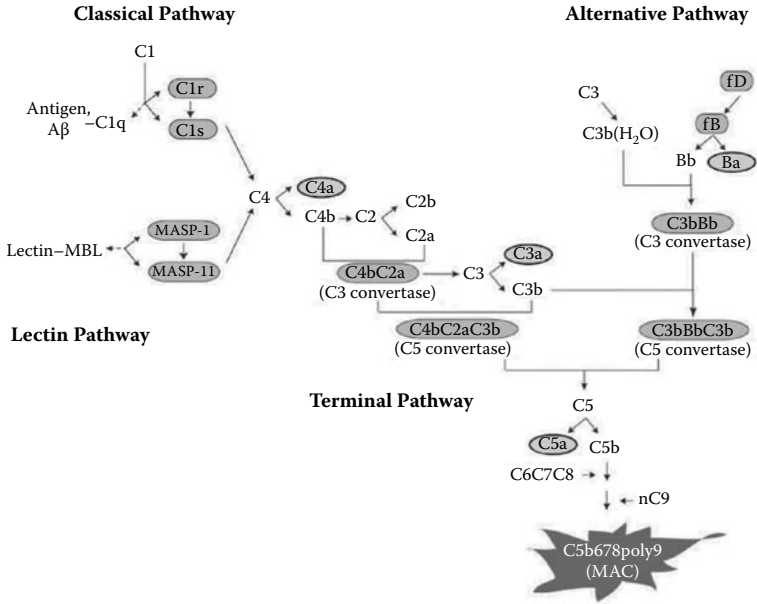 Classical Pathway
Alternative Pathway
C1
C1r
Antigen,
Aβ
–C1q
C1s
fD
C3
fB
C3b(H₂O)
Bb
Ba
C4
C4a
C2b
C4b
C2
C2a
MASP-1
Lectin–MBL
MASP-11
C3bBb
(C3 convertase)
C4bC2a
(C3 convertase)
C3
C3a
C3b
Lectin Pathway
C4bC2aC3b
(C5 convertase)
C3bBbC3b
(C5 convertase)
Terminal Pathway
C5
C5a
C5b
C6C7C8
nC9
C5b678poly9
(MAC)